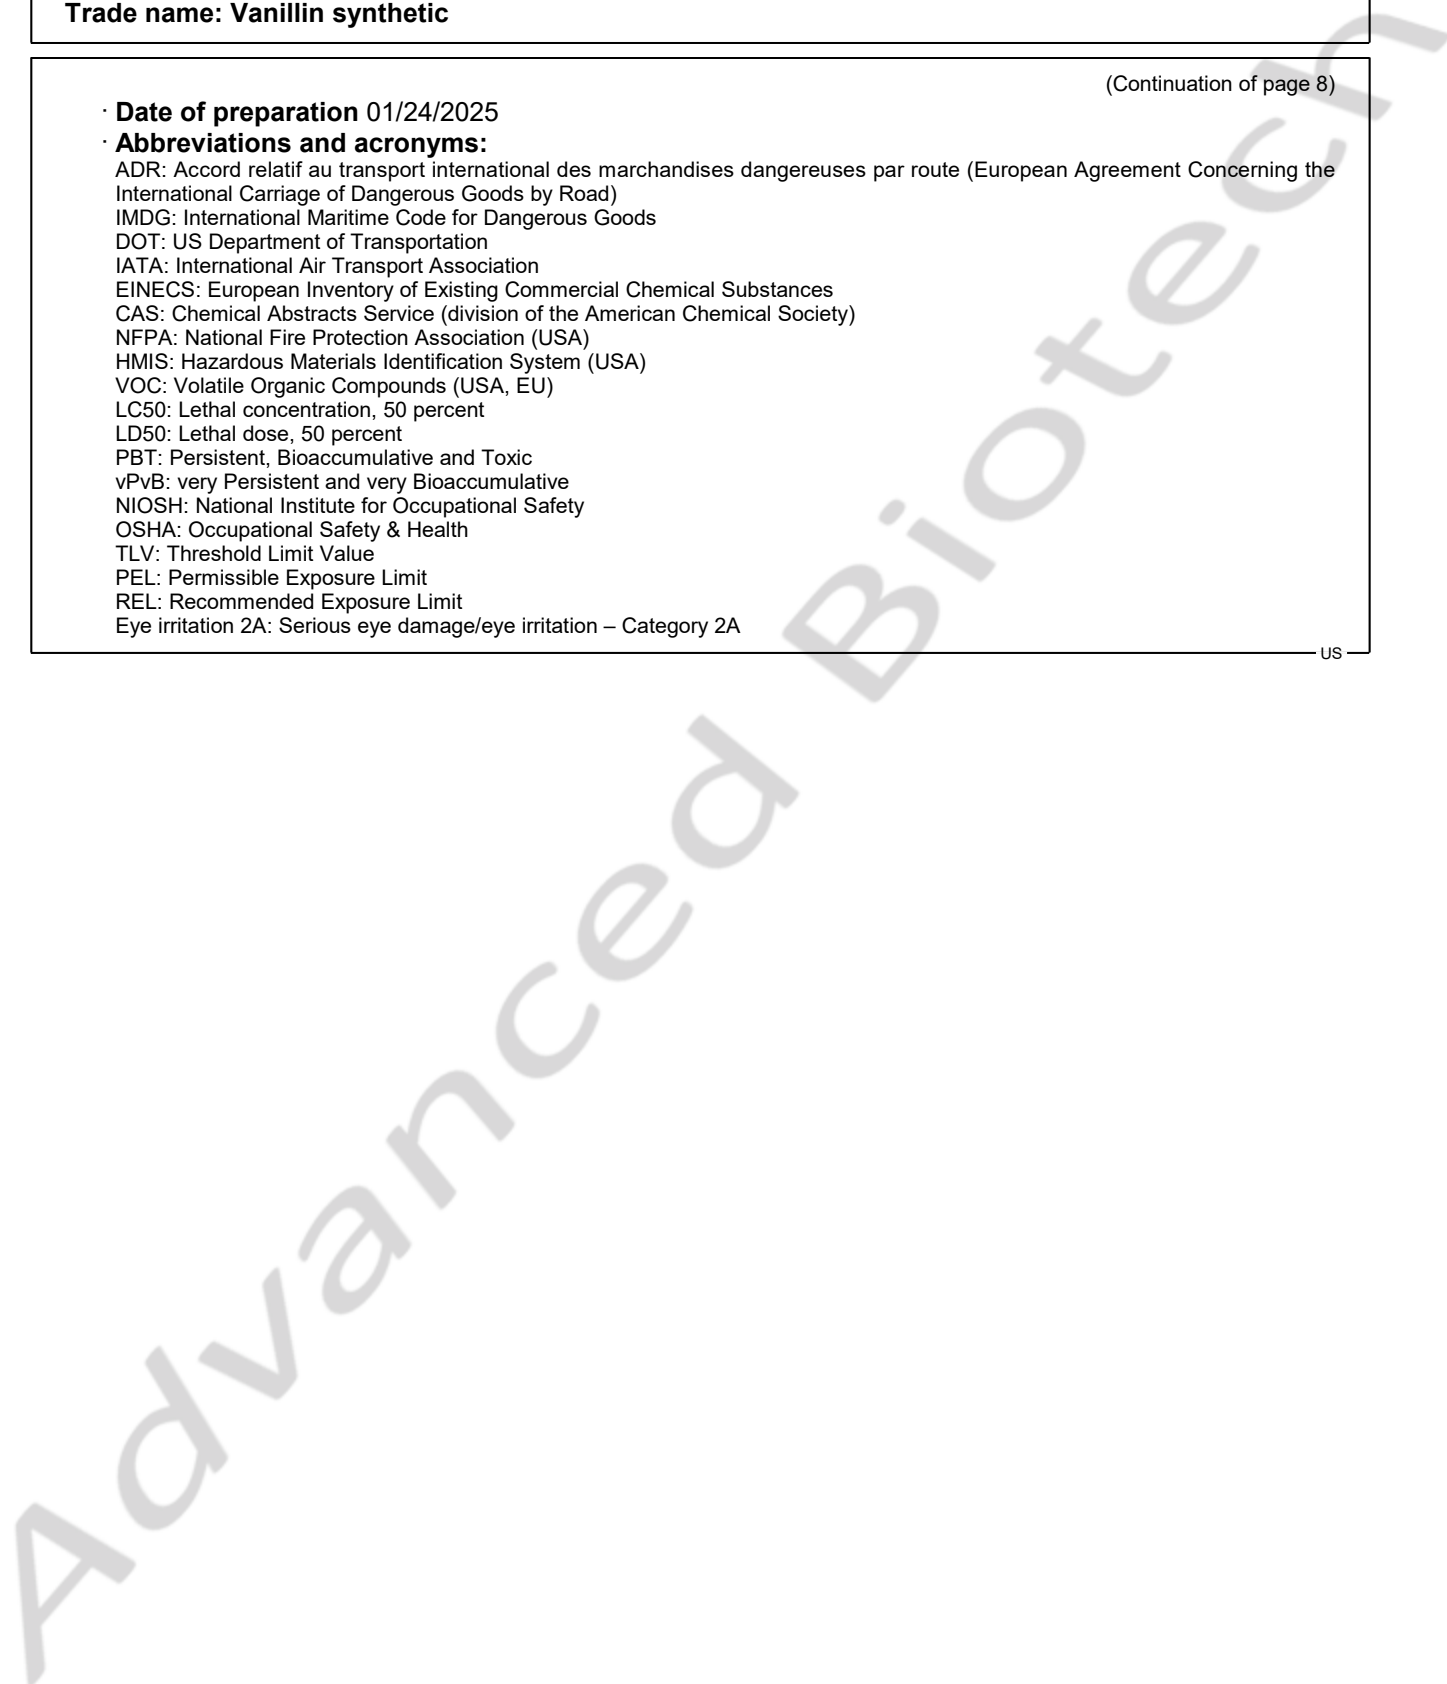 Trade name: Vanillin synthetic
(Continuation of page 8)
· Date of preparation 01/24/2025
· Abbreviations and acronyms:
ADR: Accord relatif au transport international des marchandises dangereuses par route (European Agreement Concerning the
International Carriage of Dangerous Goods by Road)
IMDG: International Maritime Code for Dangerous Goods
DOT: US Department of Transportation
IATA: International Air Transport Association
EINECS: European Inventory of Existing Commercial Chemical Substances
CAS: Chemical Abstracts Service (division of the American Chemical Society)
NFPA: National Fire Protection Association (USA)
HMIS: Hazardous Materials Identification System (USA)
VOC: Volatile Organic Compounds (USA, EU)
LC50: Lethal concentration, 50 percent
LD50: Lethal dose, 50 percent
PBT: Persistent, Bioaccumulative and Toxic
vPvB: very Persistent and very Bioaccumulative
NIOSH: National Institute for Occupational Safety
OSHA: Occupational Safety & Health
TLV: Threshold Limit Value
PEL: Permissible Exposure Limit
REL: Recommended Exposure Limit
Eye irritation 2A: Serious eye damage/eye irritation – Category 2A
US
Advanced Biotech